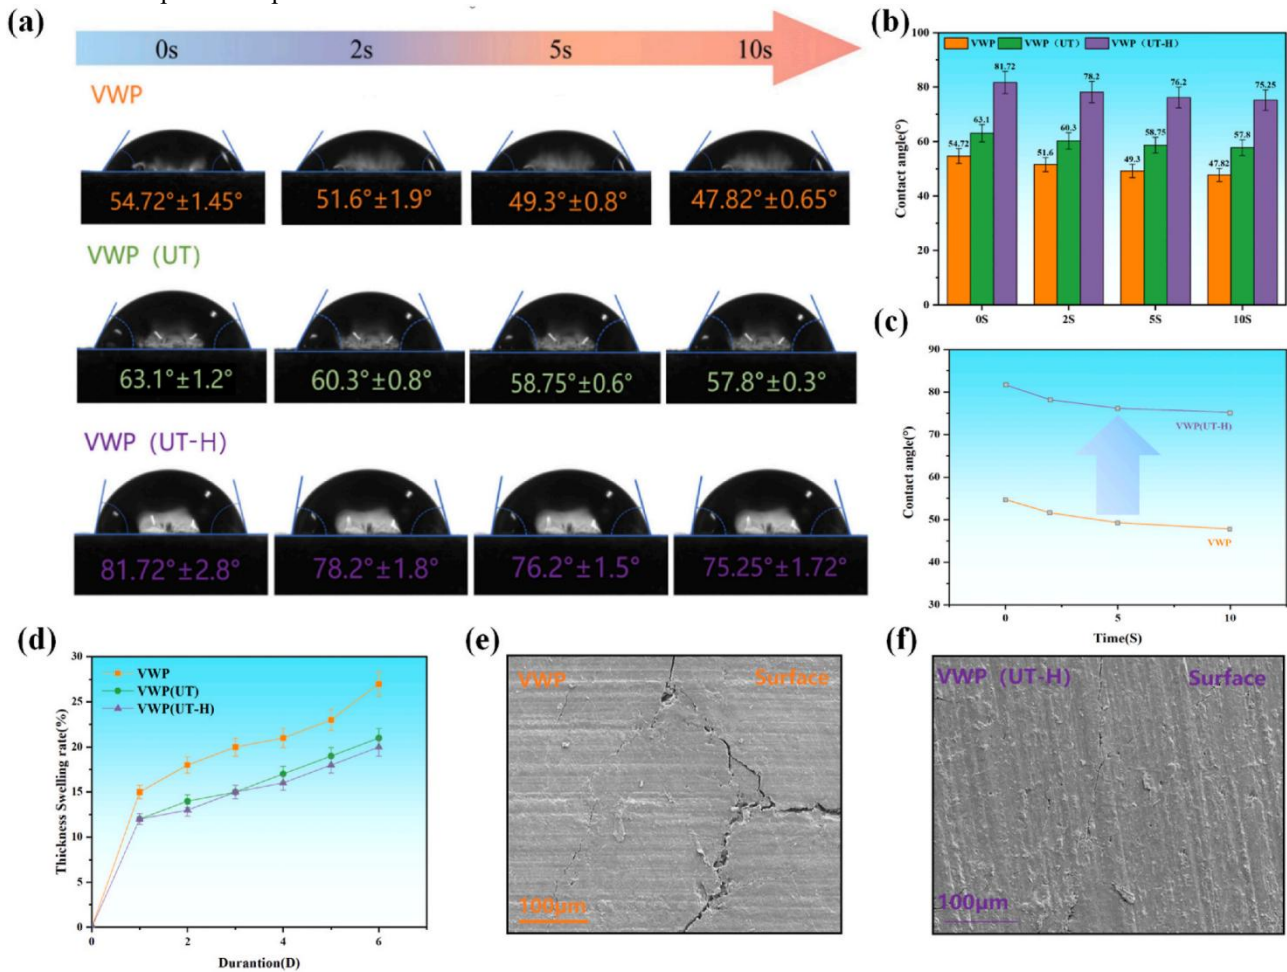 (a)
0s 2s 5s 10s
VWP
54.72°±1.45° 51.6°±1.9° 49.3°±0.8° 47.82°±0.65°
VWP (UT)
63.1°±1.2° 60.3°±0.8° 58.75°±0.6° 57.8°±0.3°
VWP (UT-H)
81.72°±2.8° 78.2°±1.8° 76.2°±1.5° 75.25°±1.72°
(b)
VWP VWP (UT) VWP (UT-H)
100
80
60
40
20
0
Contact angle(°)
54.72 63.1 81.72
51.6 60.3 78.2
49.3 58.75 76.2
47.82 57.8 75.25
0S 2S 5S 10S
(c)
90
80
70
60
50
40
30
Contact angle(°)
VWP(UT-H)
VWP
0 5 10
Time(S)
(d)
VWP
VWP(UT)
VWP(UT-H)
30
25
20
15
10
5
0
Thickness Swelling rate(%)
0 2 4 6
Durantion(D)
(e)
VWP Surface
100μm
(f)
VWP (UT-H) Surface
100μm